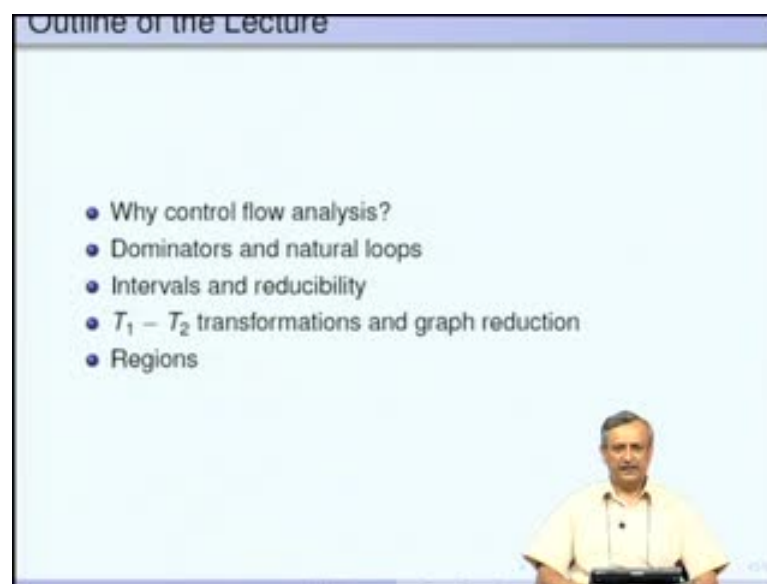 Outline of the Lecture
Why control flow analysis?
Dominators and natural loops
Intervals and reducibility
T₁ − T₂ transformations and graph reduction
Regions